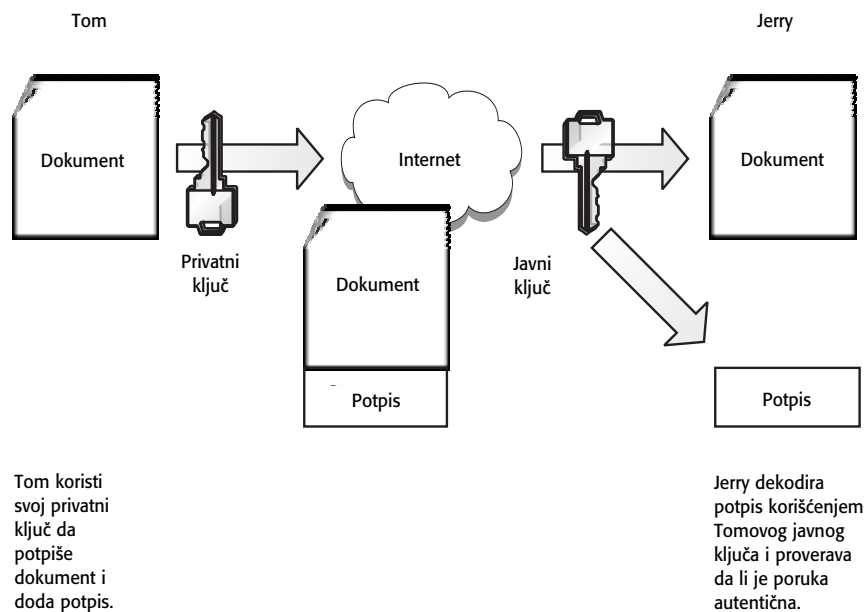 Tom
Jerry
Dokument
Internet
Dokument
Privatni
ključ
Javni
ključ
Dokument
Potpis
Potpis
Tom koristi
svoj privatni
ključ da
potpiše
dokument i
doda potpis.
Jerry dekodira
potpis korišćenjem
Tomovog javnog
ključa i proverava
da li je poruka
autentična.